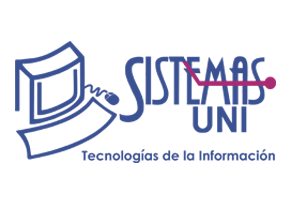 SISTEMAS
UNI
Tecnologías de la Información